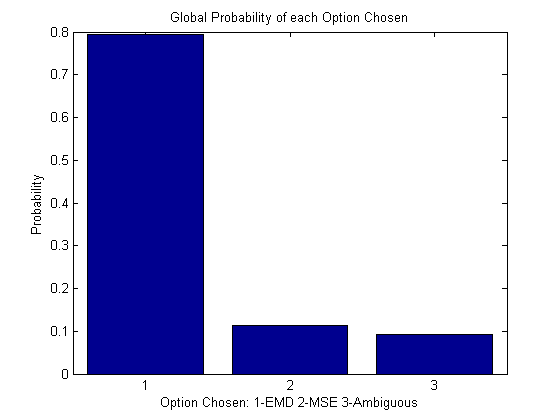 Global Probability of each Option Chosen
0.8
0.7
0.6
0.5
0.4
0.3
0.2
0.1
0
Probability
1 2 3
Option Chosen: 1-EMD 2-MSE 3-Ambiguous